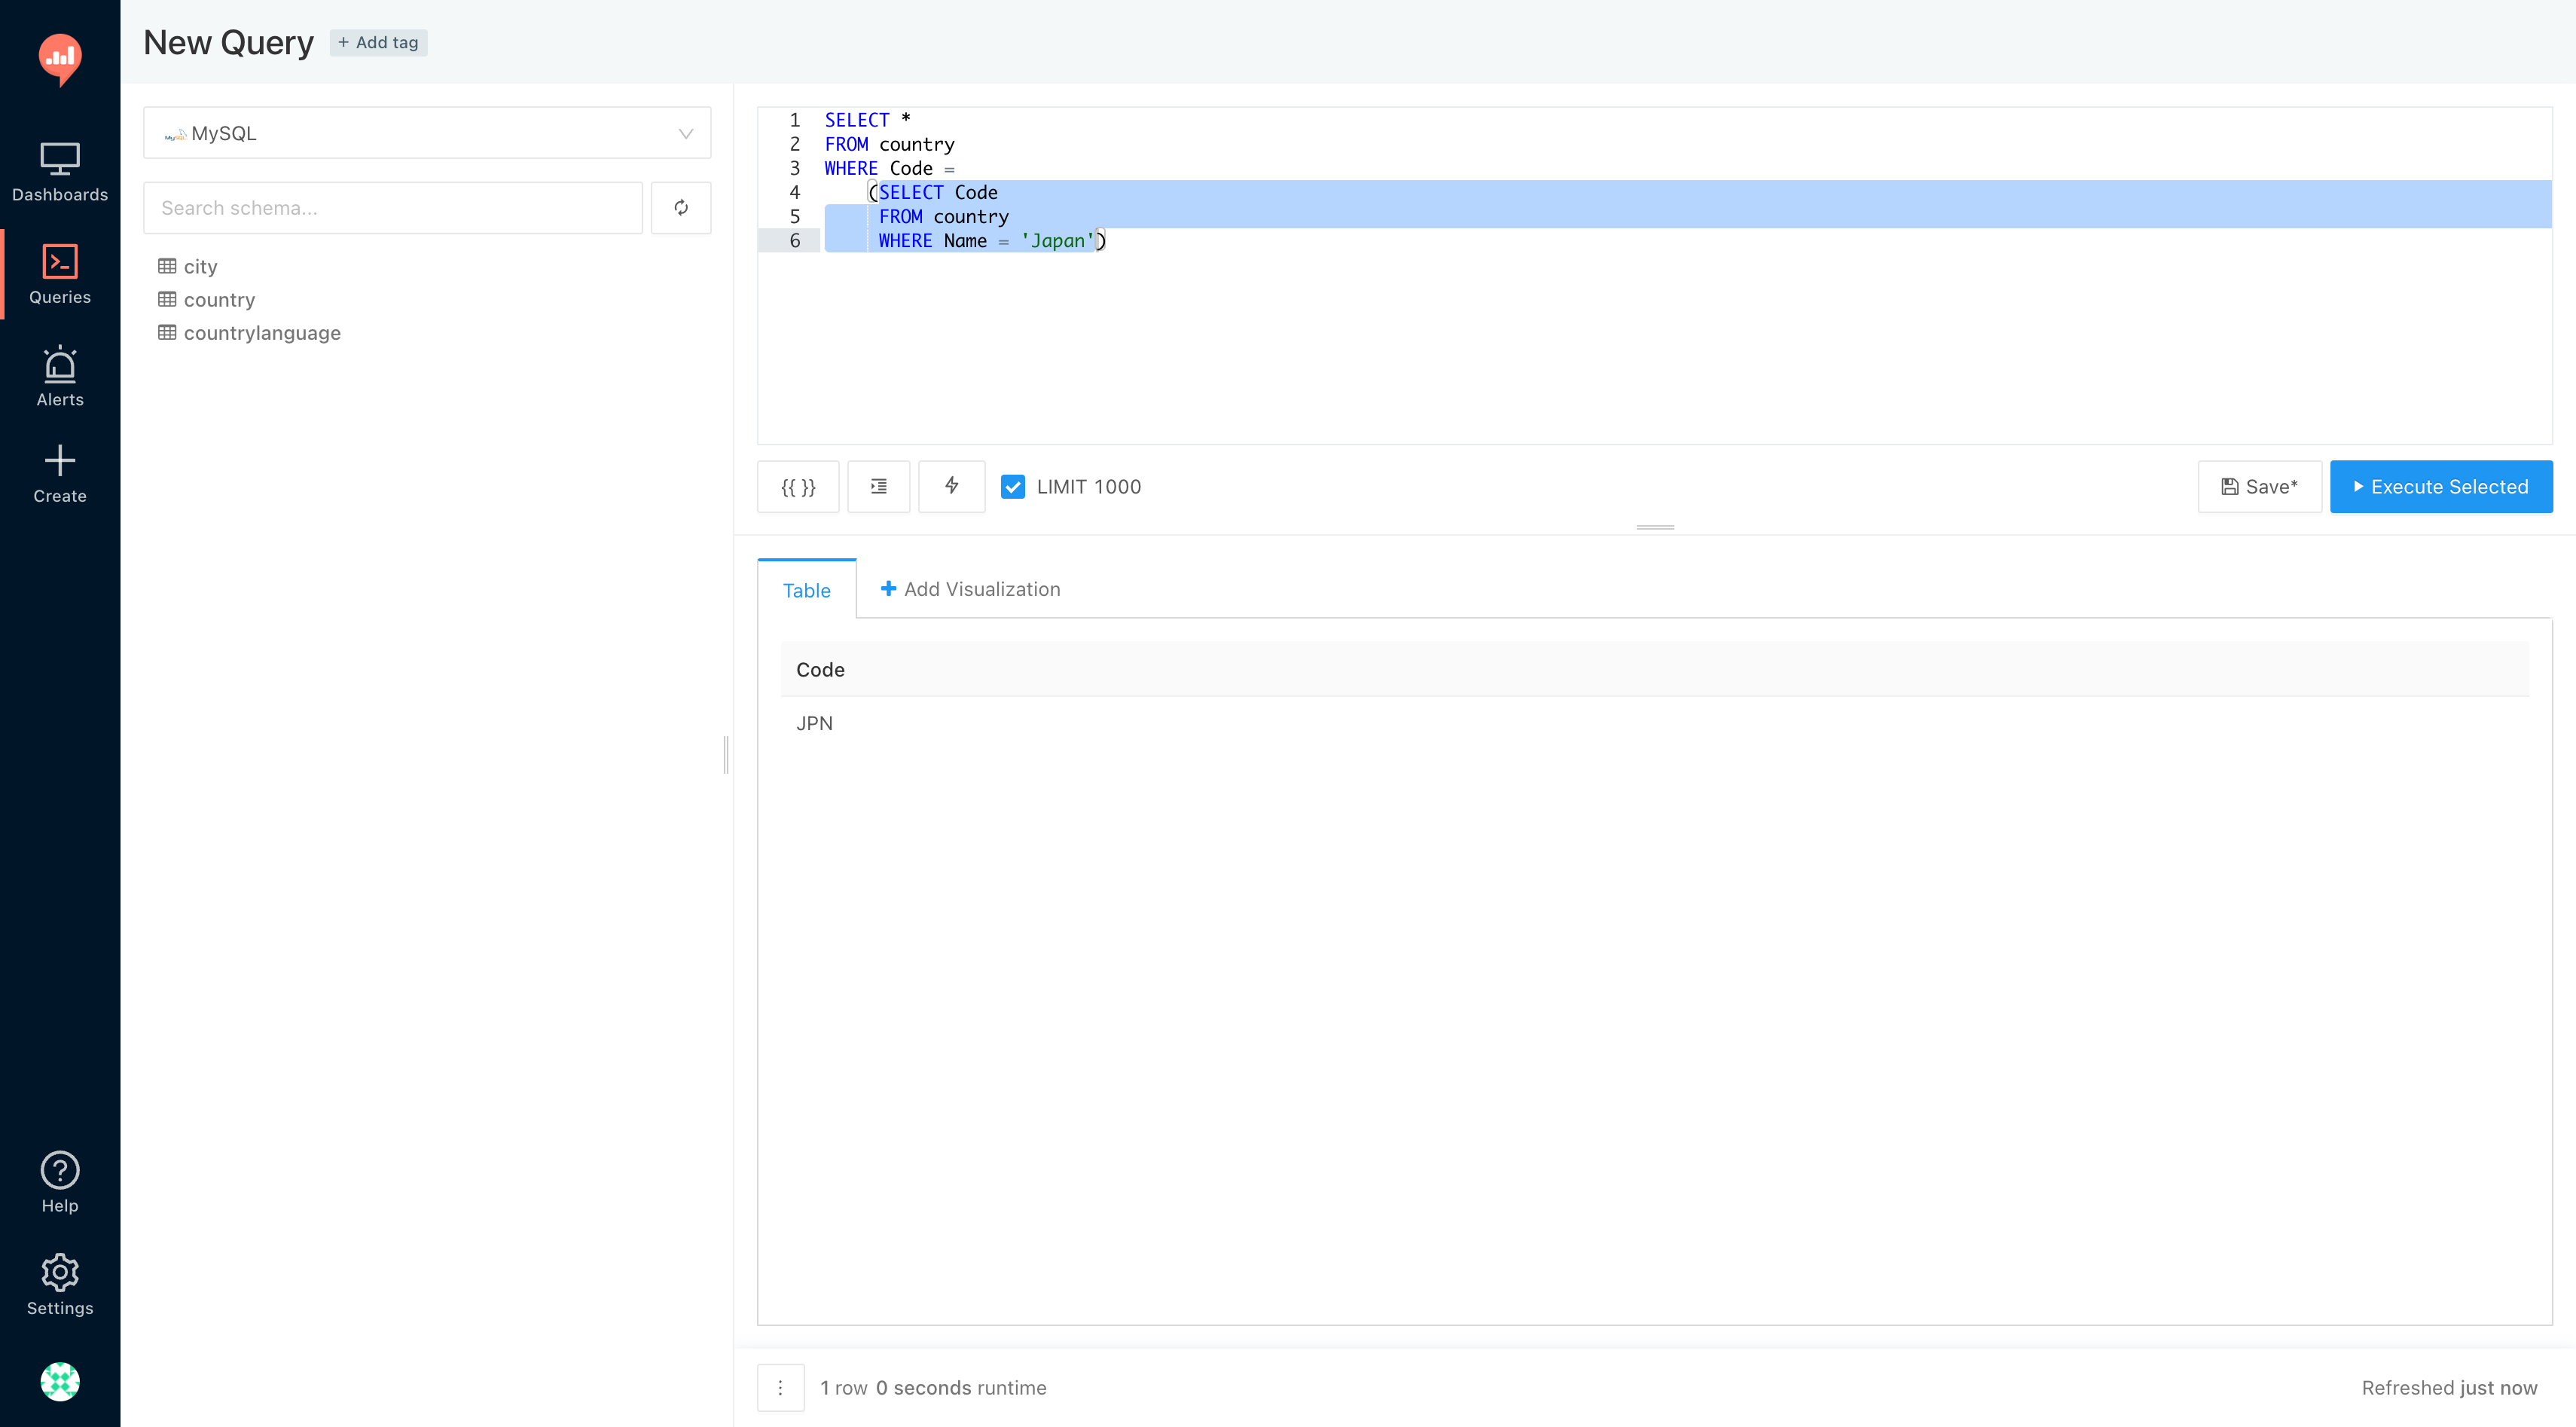 New Query
+ Add tag
MySQL
Dashboards
Search schema...
Queries
city
country
countrylanguage
Alerts
Create
Help
Settings
1 SELECT *
2 FROM country
3 WHERE Code =
4 (SELECT Code
5 FROM country
6 WHERE Name = 'Japan')
{{ }}
LIMIT 1000
Save*
Execute Selected
Table
+ Add Visualization
Code
JPN
1 row 0 seconds runtime
Refreshed just now